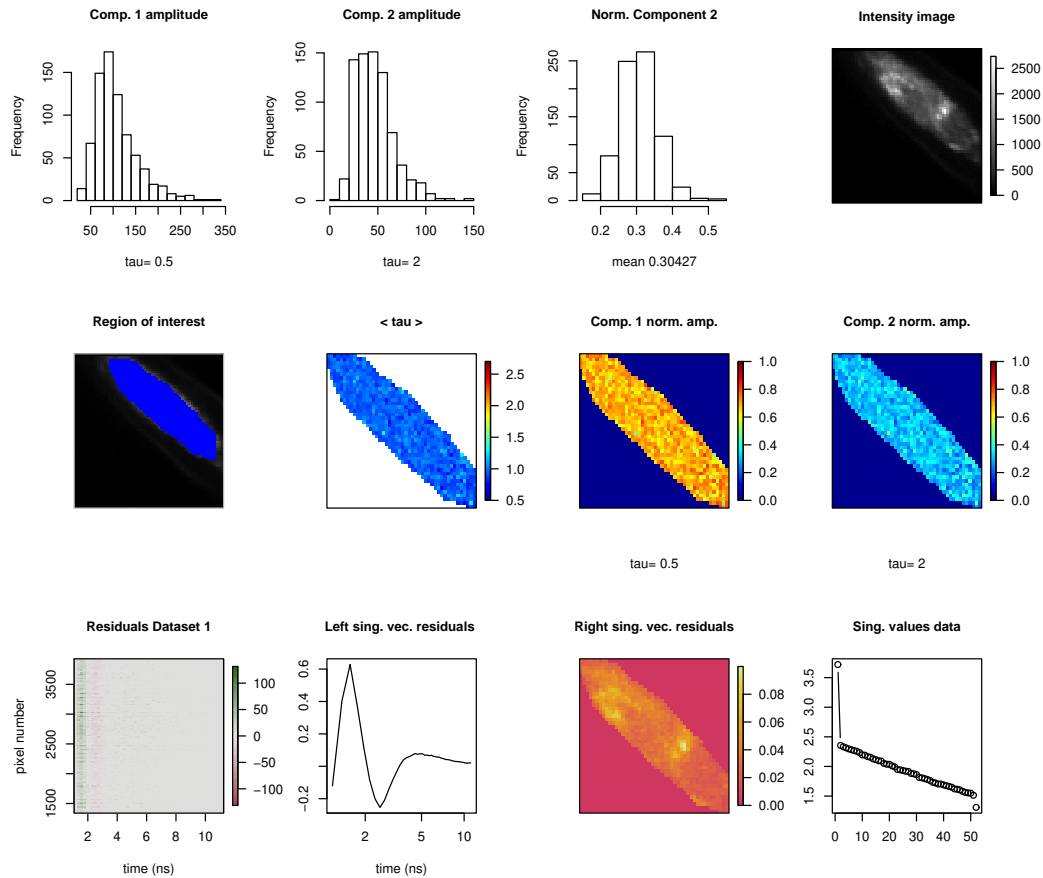 Comp. 1 amplitude
Frequency
0 50 100 150
50 150 250 350
tau= 0.5
Comp. 2 amplitude
Frequency
0 50 100 150
0 50 100 150
tau= 2
Norm. Component 2
Frequency
0 50 150 250
0.2 0.3 0.4 0.5
mean 0.30427
Intensity image
2500
2000
1500
1000
500
0
Region of interest
< tau >
2.5
2.0
1.5
1.0
0.5
Comp. 1 norm. amp.
1.0
0.8
0.6
0.4
0.2
0.0
tau= 0.5
Comp. 2 norm. amp.
1.0
0.8
0.6
0.4
0.2
0.0
tau= 2
Residuals Dataset 1
pixel number
1500 2500 3500
2 4 6 8 10
time (ns)
100
50
0
−50
−100
Left sing. vec. residuals
−0.2 0.2 0.4 0.6
2 5 10
time (ns)
Right sing. vec. residuals
0.08
0.06
0.04
0.02
0.00
Sing. values data
1.5 2.0 2.5 3.0 3.5
0 10 20 30 40 50